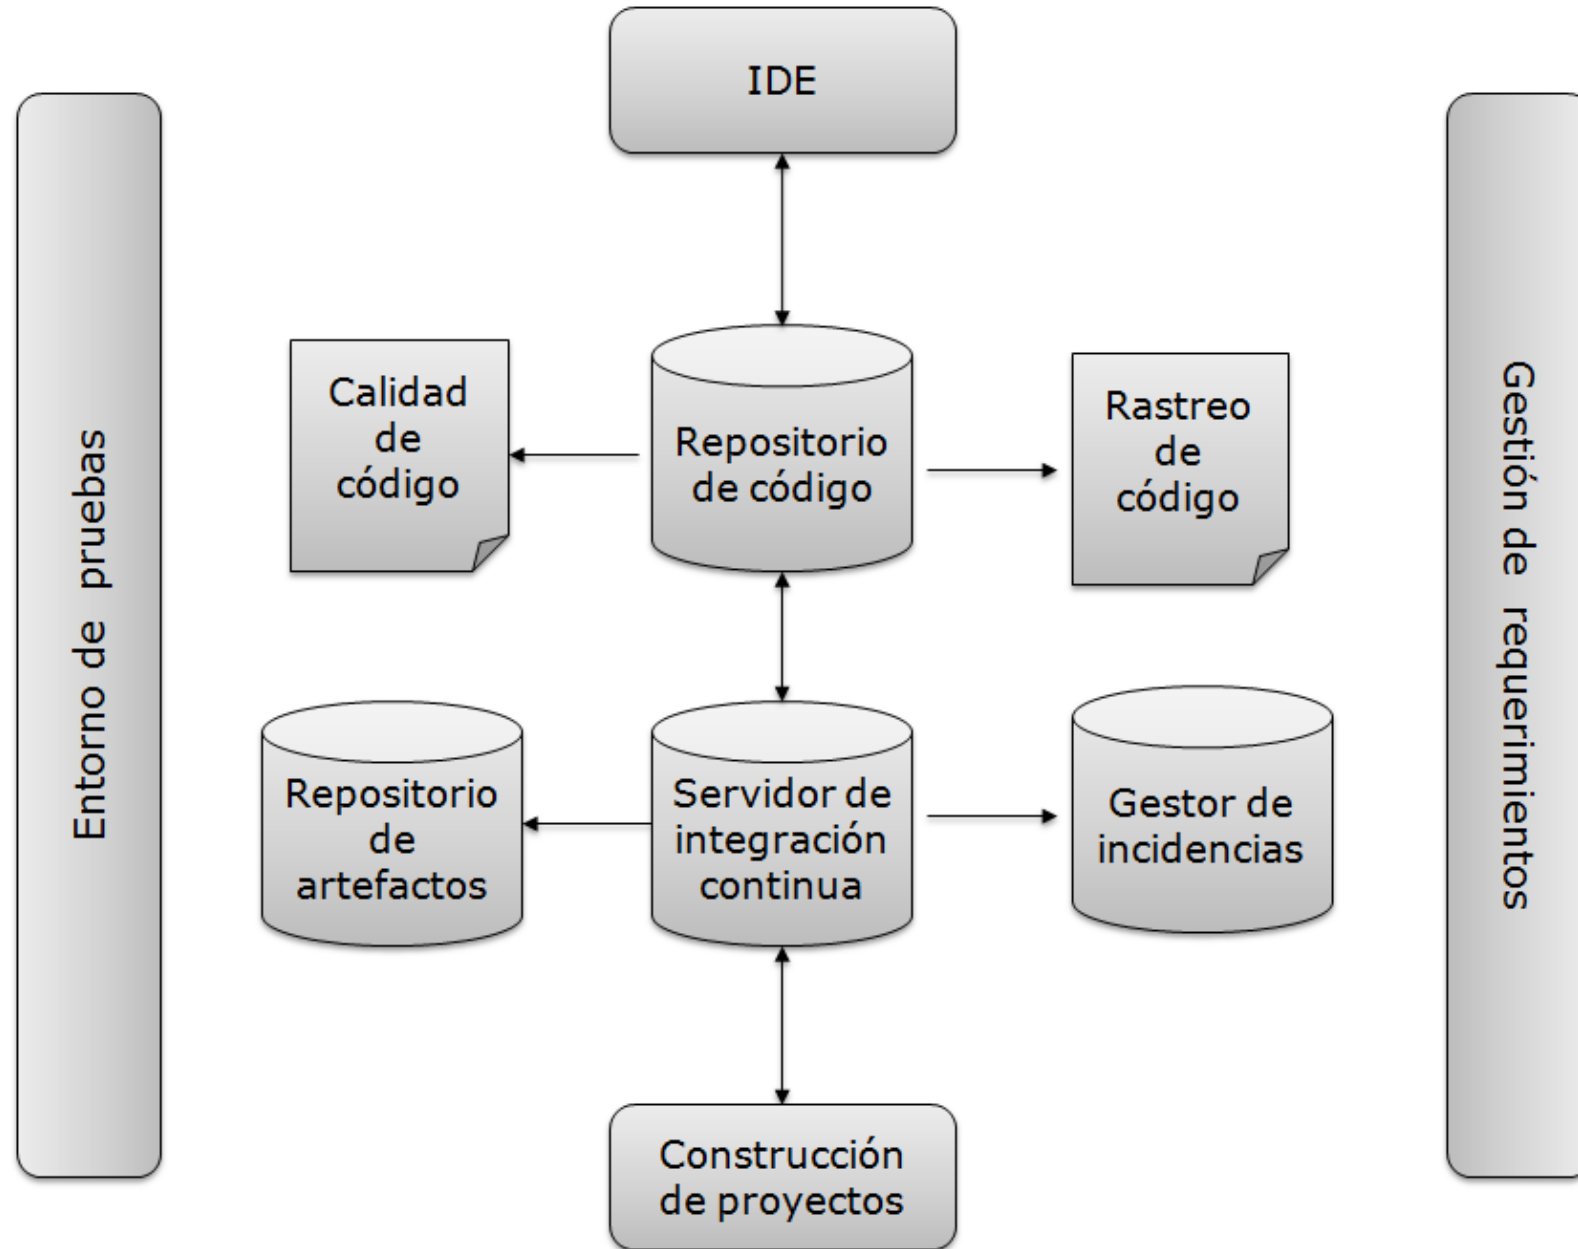 IDE
Entorno de pruebas
Calidad
de
código
Repositorio
de código
Rastreo
de
código
Gestión de requerimientos
Repositorio
de
artefactos
Servidor de
integración
continua
Gestor de
incidencias
Construcción
de proyectos